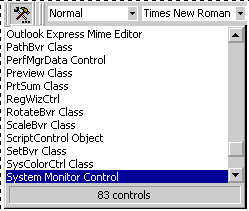 Normal Times New Roman
Outlook Express Mime Editor
PathBvr Class
PerfMgrData Control
Preview Class
PrtSum Class
RegWizCtrl
RotateBvr Class
ScaleBvr Class
ScriptControl Object
SetBvr Class
SysColorCtrl Class
System Monitor Control
83 controls